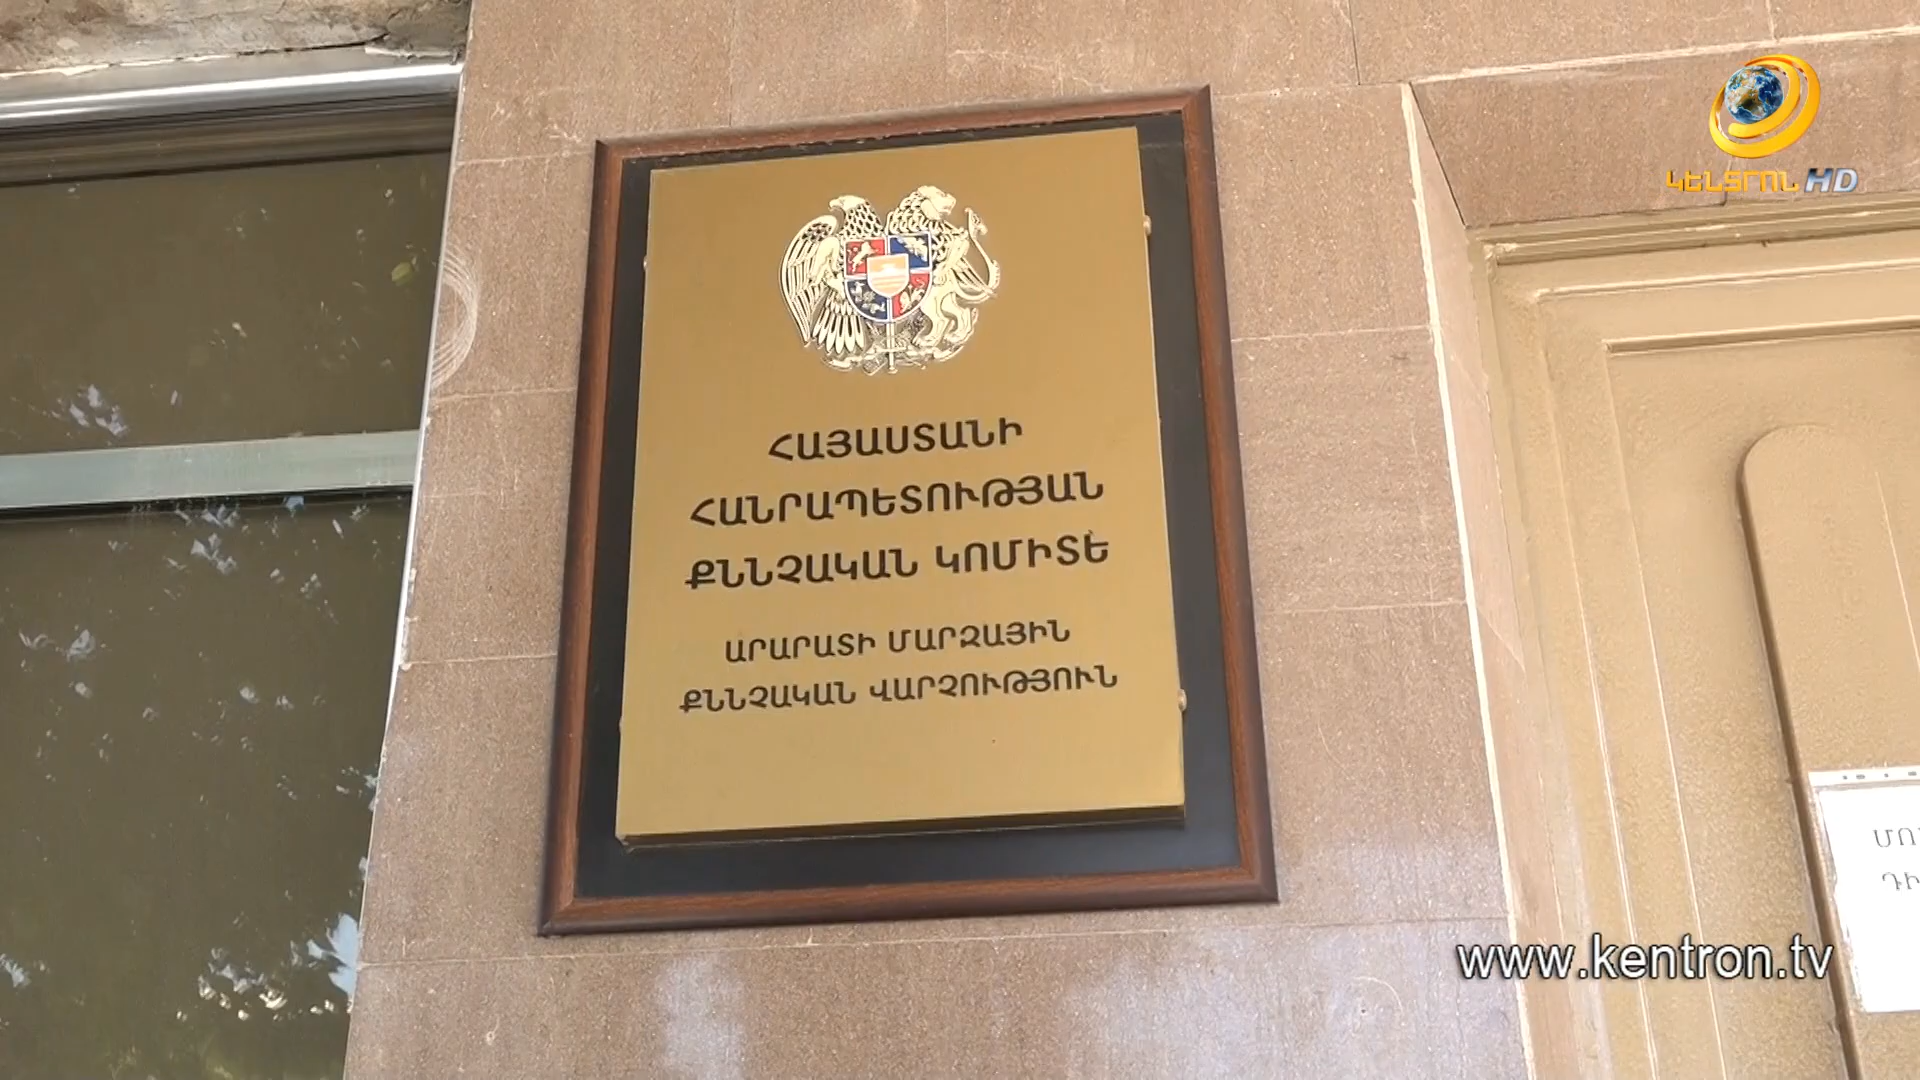 ԿԵՆՏՐՈՆ HD
ՀԱՅԱՍՏԱՆԻ
ՀԱՆՐԱՊԵՏՈՒԹՅԱՆ
ՔՆՆՉԱԿԱՆ ԿՈՄԻՏԵ
ԱՐԱՐԱՏԻ ՄԱՐԶԱՅԻՆ
ՔՆՆՉԱԿԱՆ ՎԱՐՉՈՒԹՅՈՒՆ
www.kentron.tv